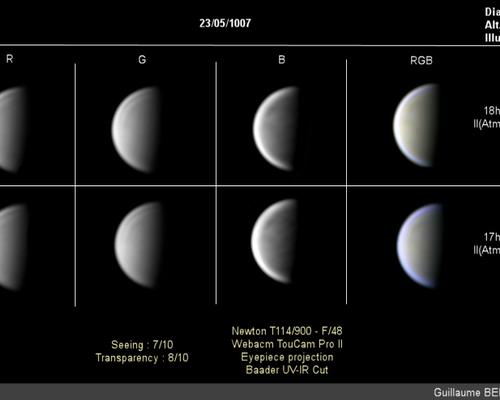 23/05/1007
Dia
Alt
Illu
R G B RGB
18h
II(Atm
17h
II(Atm
Seeing : 7/10
Transparency : 8/10
Newton T114/900 - F/48
Webacm TouCam Pro II
Eyepiece projection
Baader UV-IR Cut
Guillaume BE